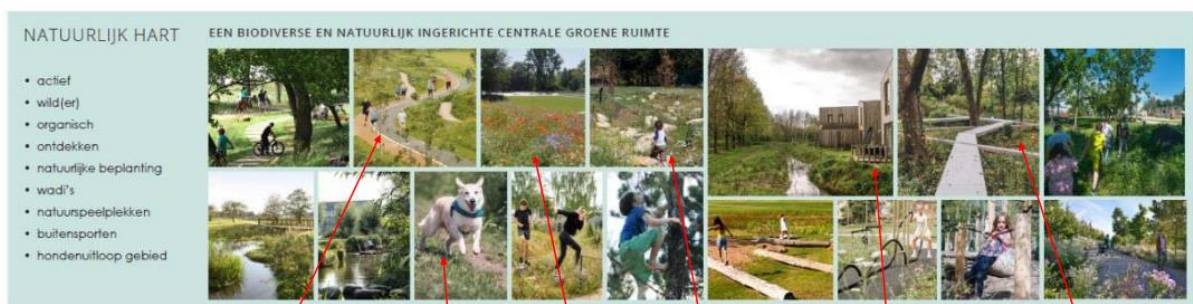 NATUURLIJK HART
EEN BIODIVERSE EN NATUURLIJK INGERICHTE CENTRALE GROENE RUIMTE
• actief
• wild(er)
• organisch
• ontdekken
• natuurlijke beplanting
• wadi's
• natuurspeelplekken
• buitensporten
• hondenuitloop gebied